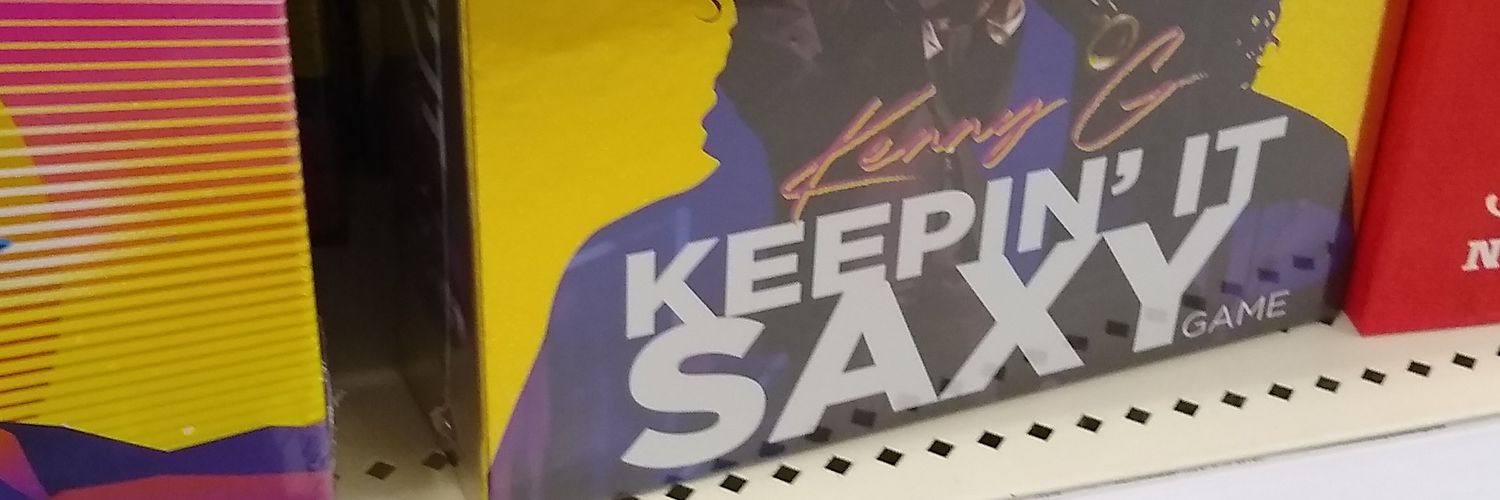 Kenny G
KEEPIN' IT
SAXY
GAME